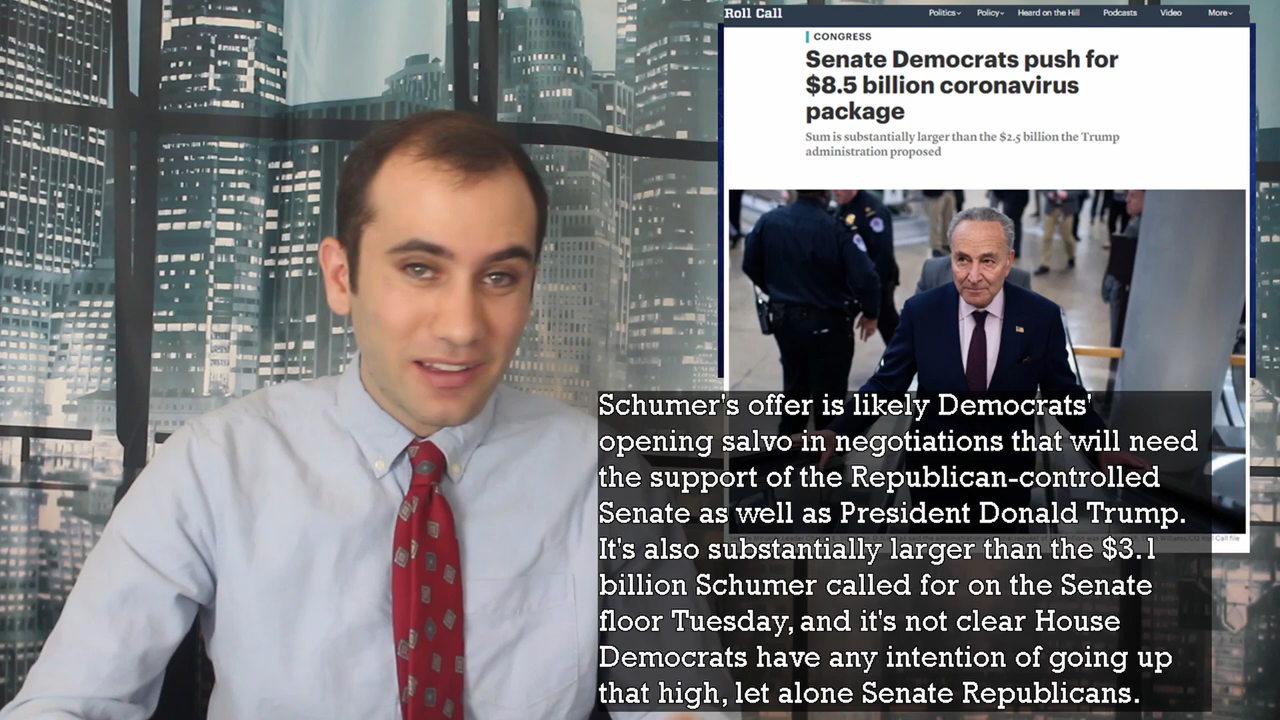 Roll Call
Politics Policy Heard on the Hill Podcasts Video More
CONGRESS
Senate Democrats push for
$8.5 billion coronavirus
package
Sum is substantially larger than the $2.5 billion the Trump
administration proposed
Schumer's offer is likely Democrats'
opening salvo in negotiations that will need
the support of the Republican-controlled
Senate as well as President Donald Trump.
It's also substantially larger than the $3.1
billion Schumer called for on the Senate
floor Tuesday, and it's not clear House
Democrats have any intention of going up
that high, let alone Senate Republicans.